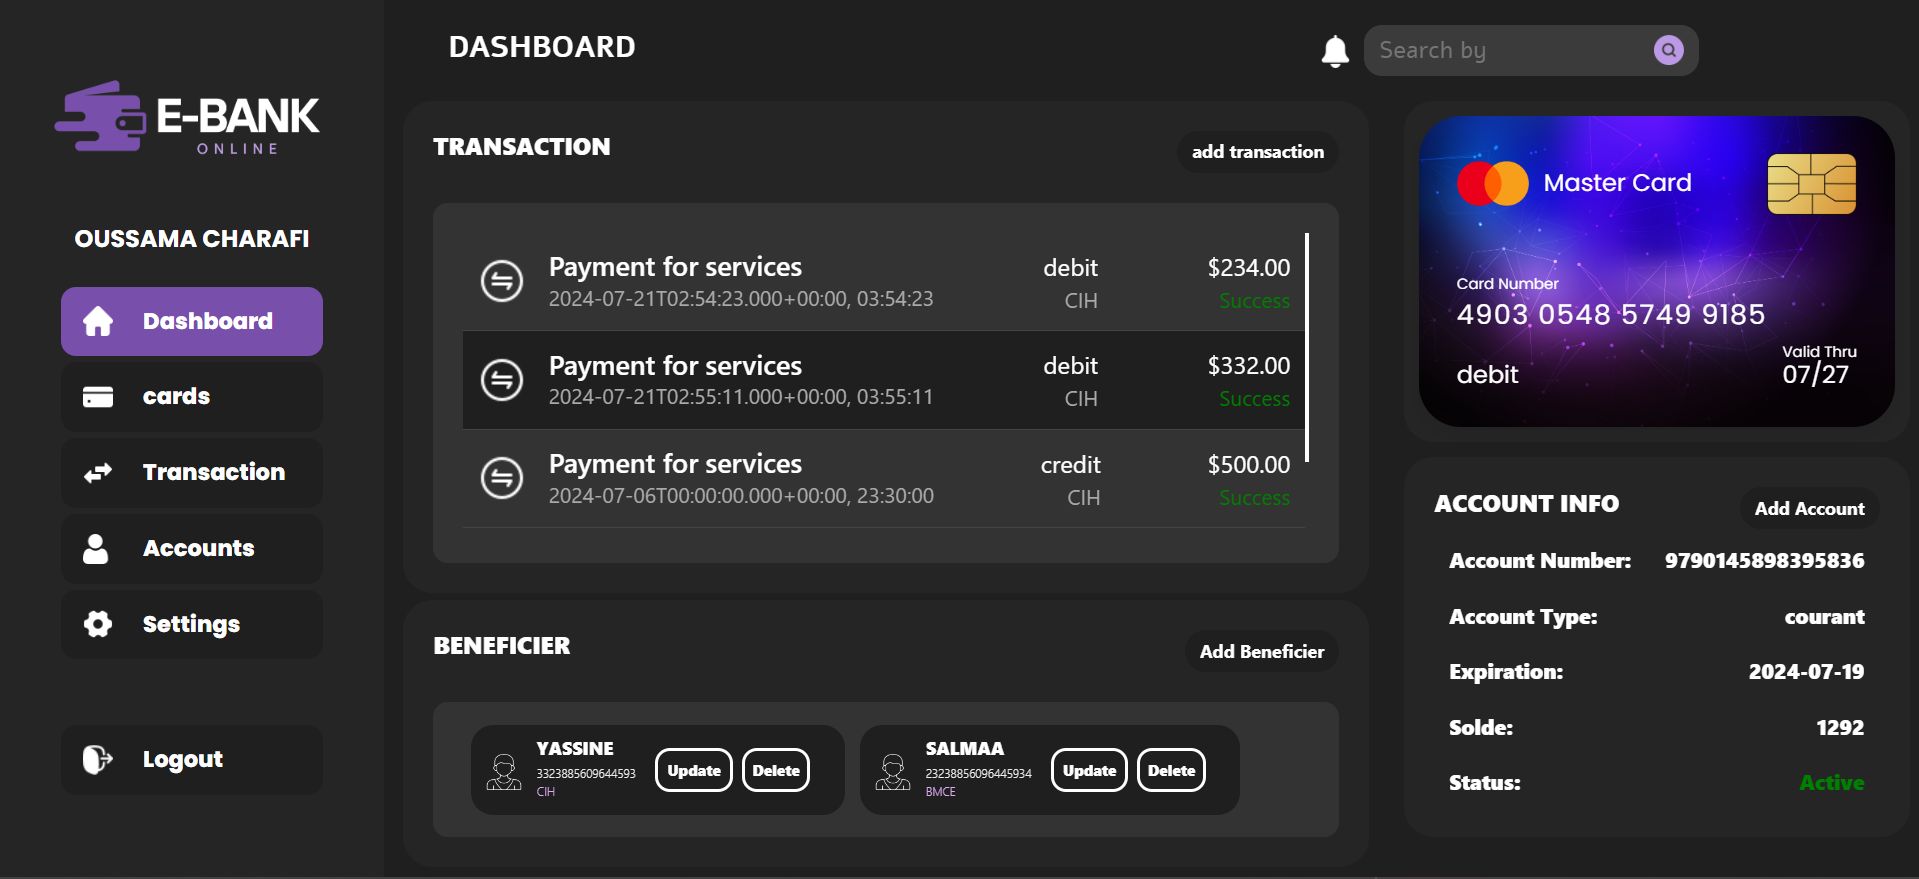 E-BANK
ONLINE
OUSSAMA CHARAFI
Dashboard
cards
Transaction
Accounts
Settings
Logout
DASHBOARD
Search by
TRANSACTION
add transaction
Payment for services debit $234.00
2024-07-21T02:54:23.000+00:00, 03:54:23 CIH Success
Payment for services debit $332.00
2024-07-21T02:55:11.000+00:00, 03:55:11 CIH Success
Payment for services credit $500.00
2024-07-06T00:00:00.000+00:00, 23:30:00 CIH Success
BENEFICIER
Add Beneficier
YASSINE
3323885609644593
CIH
Update Delete
SALMAA
23238856096445934
BMCE
Update Delete
Master Card
Card Number
4903 0548 5749 9185
Valid Thru
debit 07/27
ACCOUNT INFO
Add Account
Account Number: 9790145898395836
Account Type: courant
Expiration: 2024-07-19
Solde: 1292
Status: Active